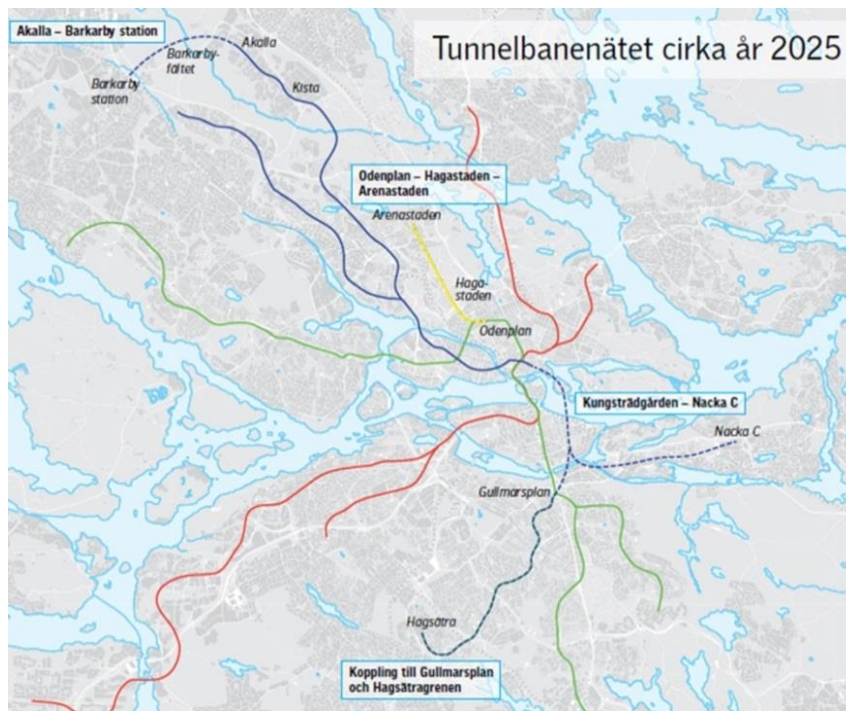 Akalla – Barkarby station
Tunnelbanenätet cirka år 2025
Akalla
Barkarby-
fältet
Barkarby
station
Kista
Odenplan – Hagastaden –
Arenastaden
Arenastaden
Haga-
staden
Odenplan
Kungsträdgården – Nacka C
Nacka C
Gullmarsplan
Hagsätra
Koppling till Gullmarsplan
och Hagsätragrenen